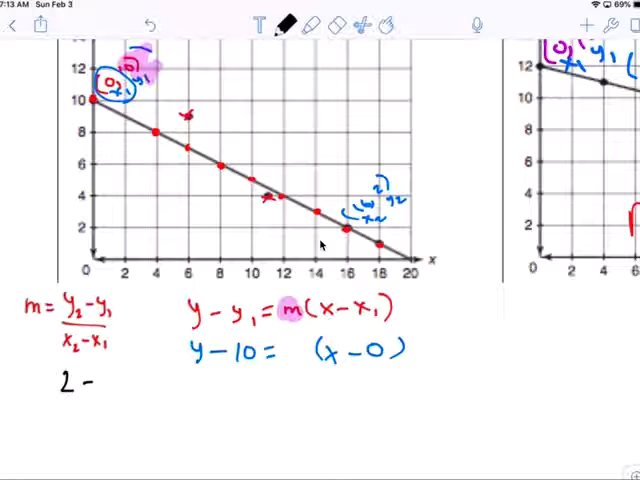 7:13 AM Sun Feb 3
69%
12
10
8
6
4
2
0 2 4 6 8 10 12 14 16 18 20 x
(0, 10)
x₁ y₁
(16, 2)
x₂ y₂
12
10
8
6
4
2
0 2 4 6
(0, 1
x₁ y₁
m = y₂ - y₁
x₂ - x₁
y - y₁ = m(x - x₁)
y - 10 = (x - 0)
2 -